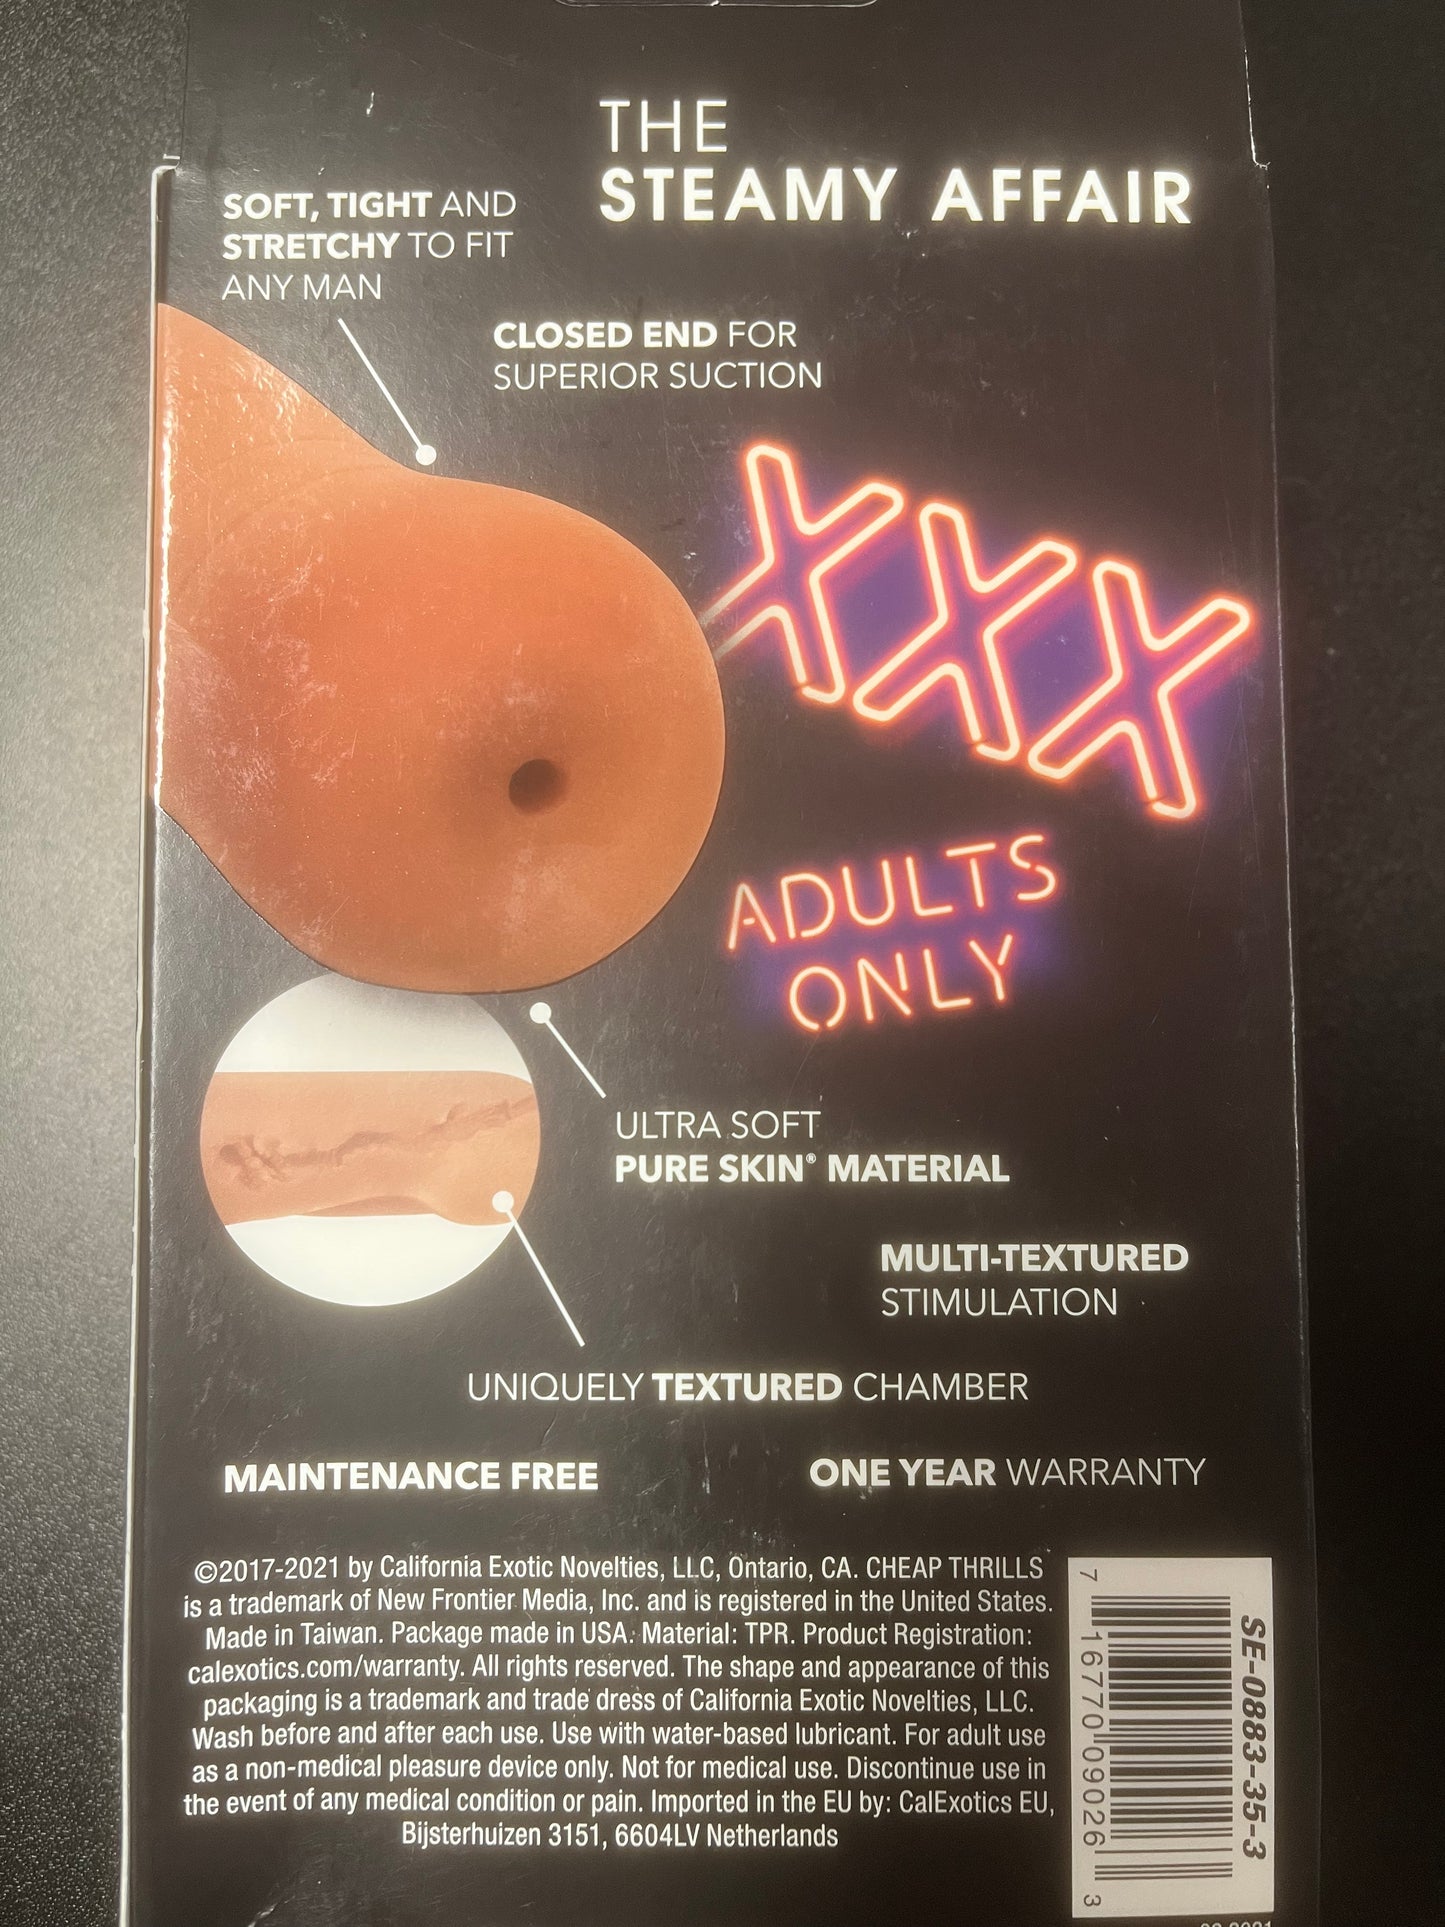 THE
STEAMY AFFAIR
SOFT, TIGHT AND
STRETCHY TO FIT
ANY MAN
CLOSED END FOR
SUPERIOR SUCTION
XXX
ADULTS
ONLY
ULTRA SOFT
PURE SKIN® MATERIAL
MULTI-TEXTURED
STIMULATION
UNIQUELY TEXTURED CHAMBER
MAINTENANCE FREE
ONE YEAR WARRANTY
©2017-2021 by California Exotic Novelties, LLC, Ontario, CA. CHEAP THRILLS
is a trademark of New Frontier Media, Inc. and is registered in the United States.
Made in Taiwan. Package made in USA. Material: TPR. Product Registration:
calexotics.com/warranty. All rights reserved. The shape and appearance of this
packaging is a trademark and trade dress of California Exotic Novelties, LLC.
Wash before and after each use. Use with water-based lubricant. For adult use
as a non-medical pleasure device only. Not for medical use. Discontinue use in
the event of any medical condition or pain. Imported in the EU by: CalExotics EU,
Bijsterhuizen 3151, 6604LV Netherlands
SE-0883-35-3
7 16770 09026 3